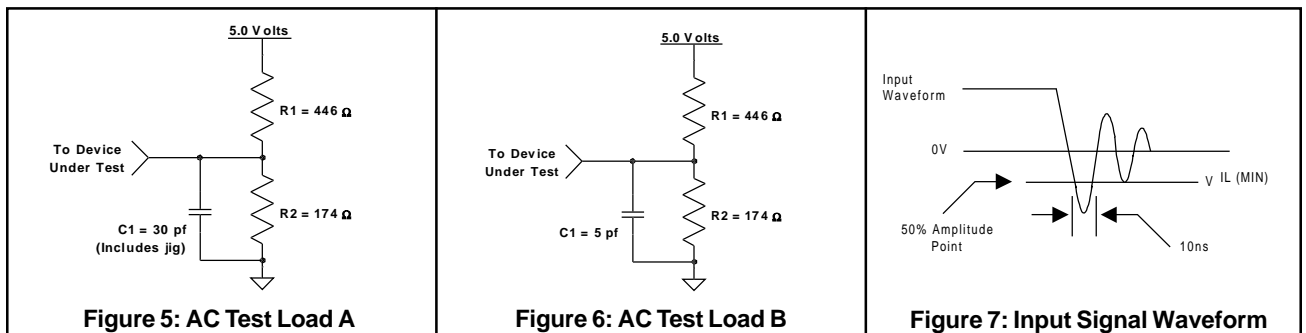 5.0 Volts
R1 = 446 Ω
To Device
Under Test
R2 = 174 Ω
C1 = 30 pf
(Includes jig)
Figure 5: AC Test Load A
5.0 Volts
R1 = 446 Ω
To Device
Under Test
R2 = 174 Ω
C1 = 5 pf
Figure 6: AC Test Load B
Input
Waveform
0V
V IL (MIN)
50% Amplitude
Point
10ns
Figure 7: Input Signal Waveform